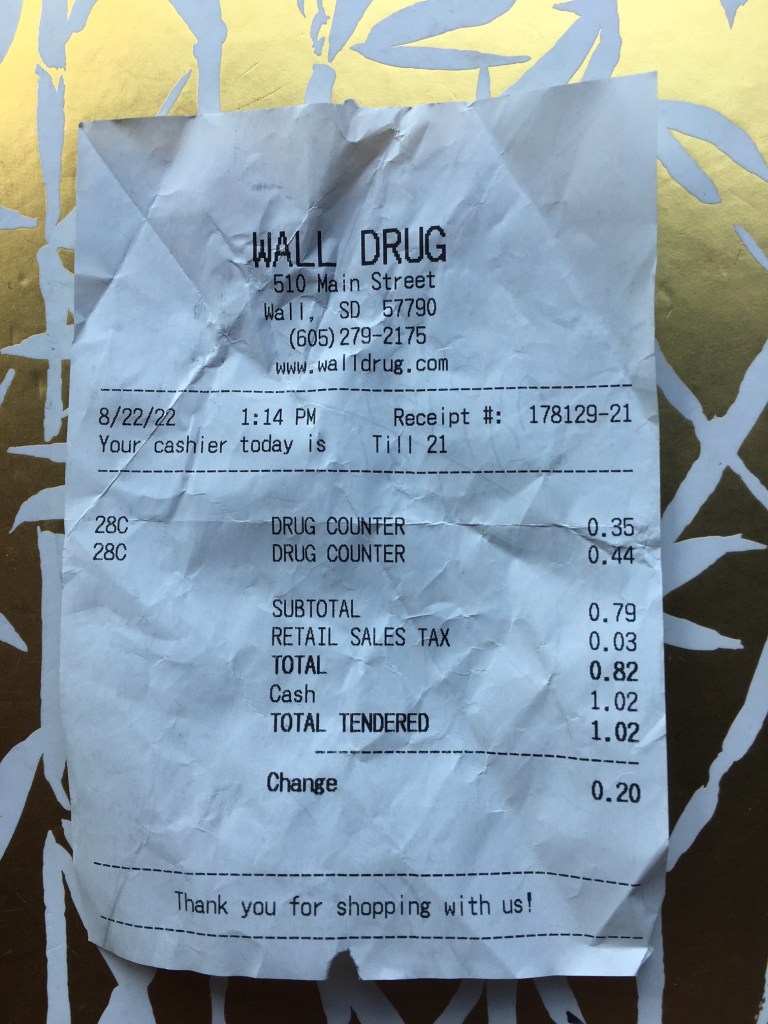 WALL DRUG
510 Main Street
Wall, SD 57790
(605)279-2175
www.walldrug.com
8/22/22 1:14 PM Receipt #: 178129-21
Your cashier today is Till 21
28C DRUG COUNTER 0.35
28C DRUG COUNTER 0.44
SUBTOTAL 0.79
RETAIL SALES TAX 0.03
TOTAL 0.82
Cash 1.02
TOTAL TENDERED 1.02
Change 0.20
Thank you for shopping with us!